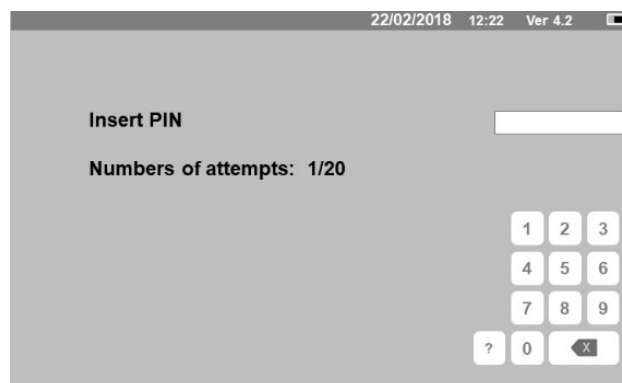 22/02/2018 12:22 Ver 4.2
Insert PIN
Numbers of attempts: 1/20
1 2 3
4 5 6
7 8 9
? 0 X